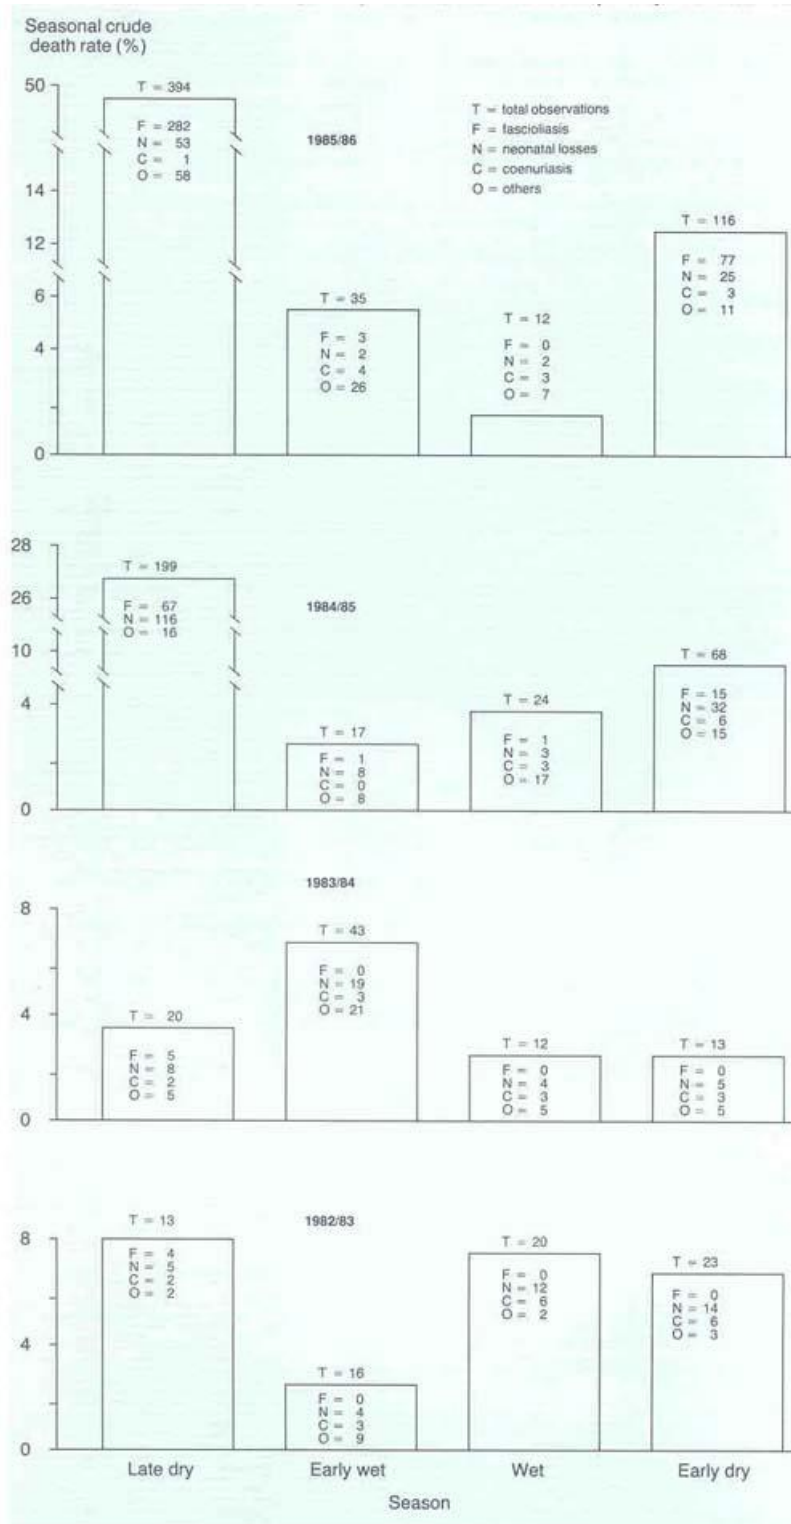 Seasonal crude
death rate (%)
T = total observations
F = fascioliasis
N = neonatal losses
C = coenuriasis
O = others
1985/86
50
14
12
6
4
0
T = 394
F = 282
N = 53
C = 1
O = 58
T = 35
F = 3
N = 2
C = 4
O = 26
T = 12
F = 0
N = 2
C = 3
O = 7
T = 116
F = 77
N = 25
C = 3
O = 11
1984/85
28
26
10
4
0
T = 199
F = 67
N = 116
O = 16
T = 17
F = 1
N = 8
C = 0
O = 8
T = 24
F = 1
N = 3
C = 3
O = 17
T = 68
F = 15
N = 32
C = 6
O = 15
1983/84
8
4
0
T = 20
F = 5
N = 8
C = 2
O = 5
T = 43
F = 0
N = 19
C = 3
O = 21
T = 12
F = 0
N = 4
C = 3
O = 5
T = 13
F = 0
N = 5
C = 3
O = 5
1982/83
8
4
0
T = 13
F = 4
N = 5
C = 2
O = 2
T = 16
F = 0
N = 4
C = 3
O = 9
T = 20
F = 0
N = 12
C = 6
O = 2
T = 23
F = 0
N = 14
C = 6
O = 3
Late dry
Early wet
Wet
Early dry
Season